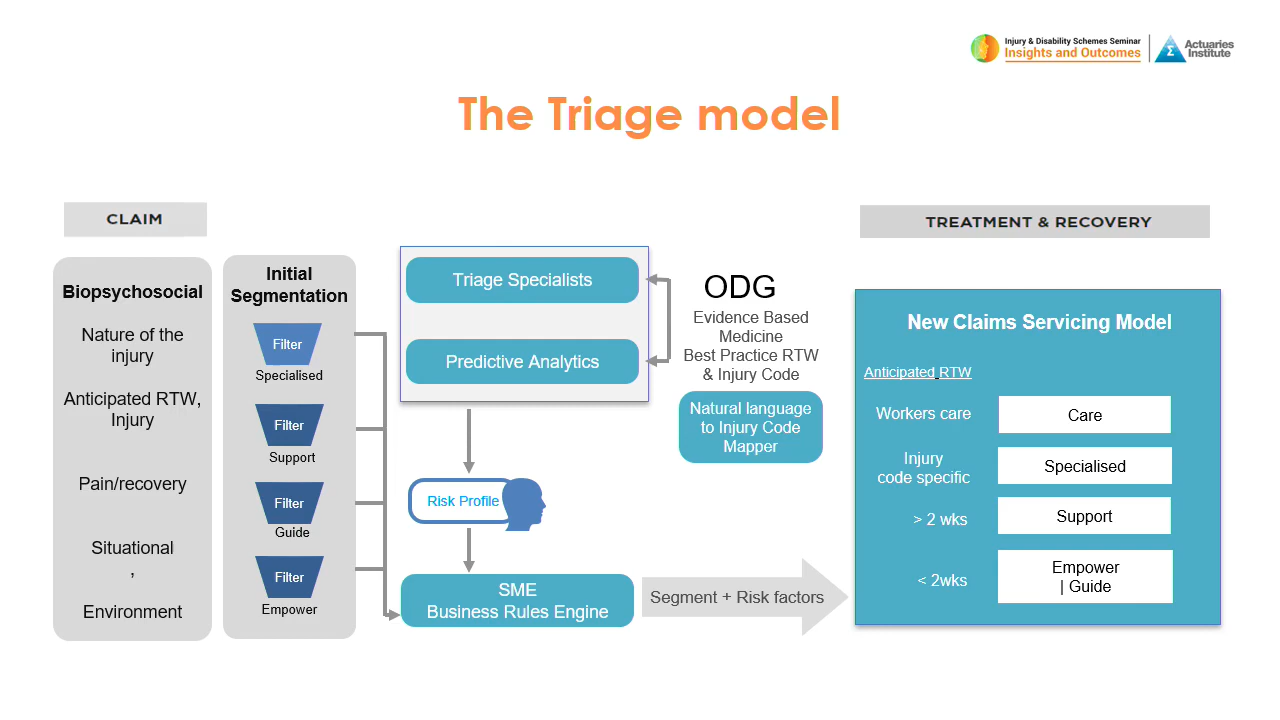 Injury & Disability Schemes Seminar
Insights and Outcomes
Actuaries
Institute
The Triage model
CLAIM
Biopsychosocial
Nature of the
injury
Anticipated RTW,
Injury
Pain/recovery
Situational
,
Environment
Initial
Segmentation
Filter
Specialised
Filter
Support
Filter
Guide
Filter
Empower
Triage Specialists
Predictive Analytics
Risk Profile
SME
Business Rules Engine
ODG
Evidence Based
Medicine
Best Practice RTW
& Injury Code
Natural language
to Injury Code
Mapper
Segment + Risk factors
TREATMENT & RECOVERY
New Claims Servicing Model
Anticipated RTW
Workers care
Care
Injury
code specific
Specialised
> 2 wks
Support
< 2wks
Empower
| Guide